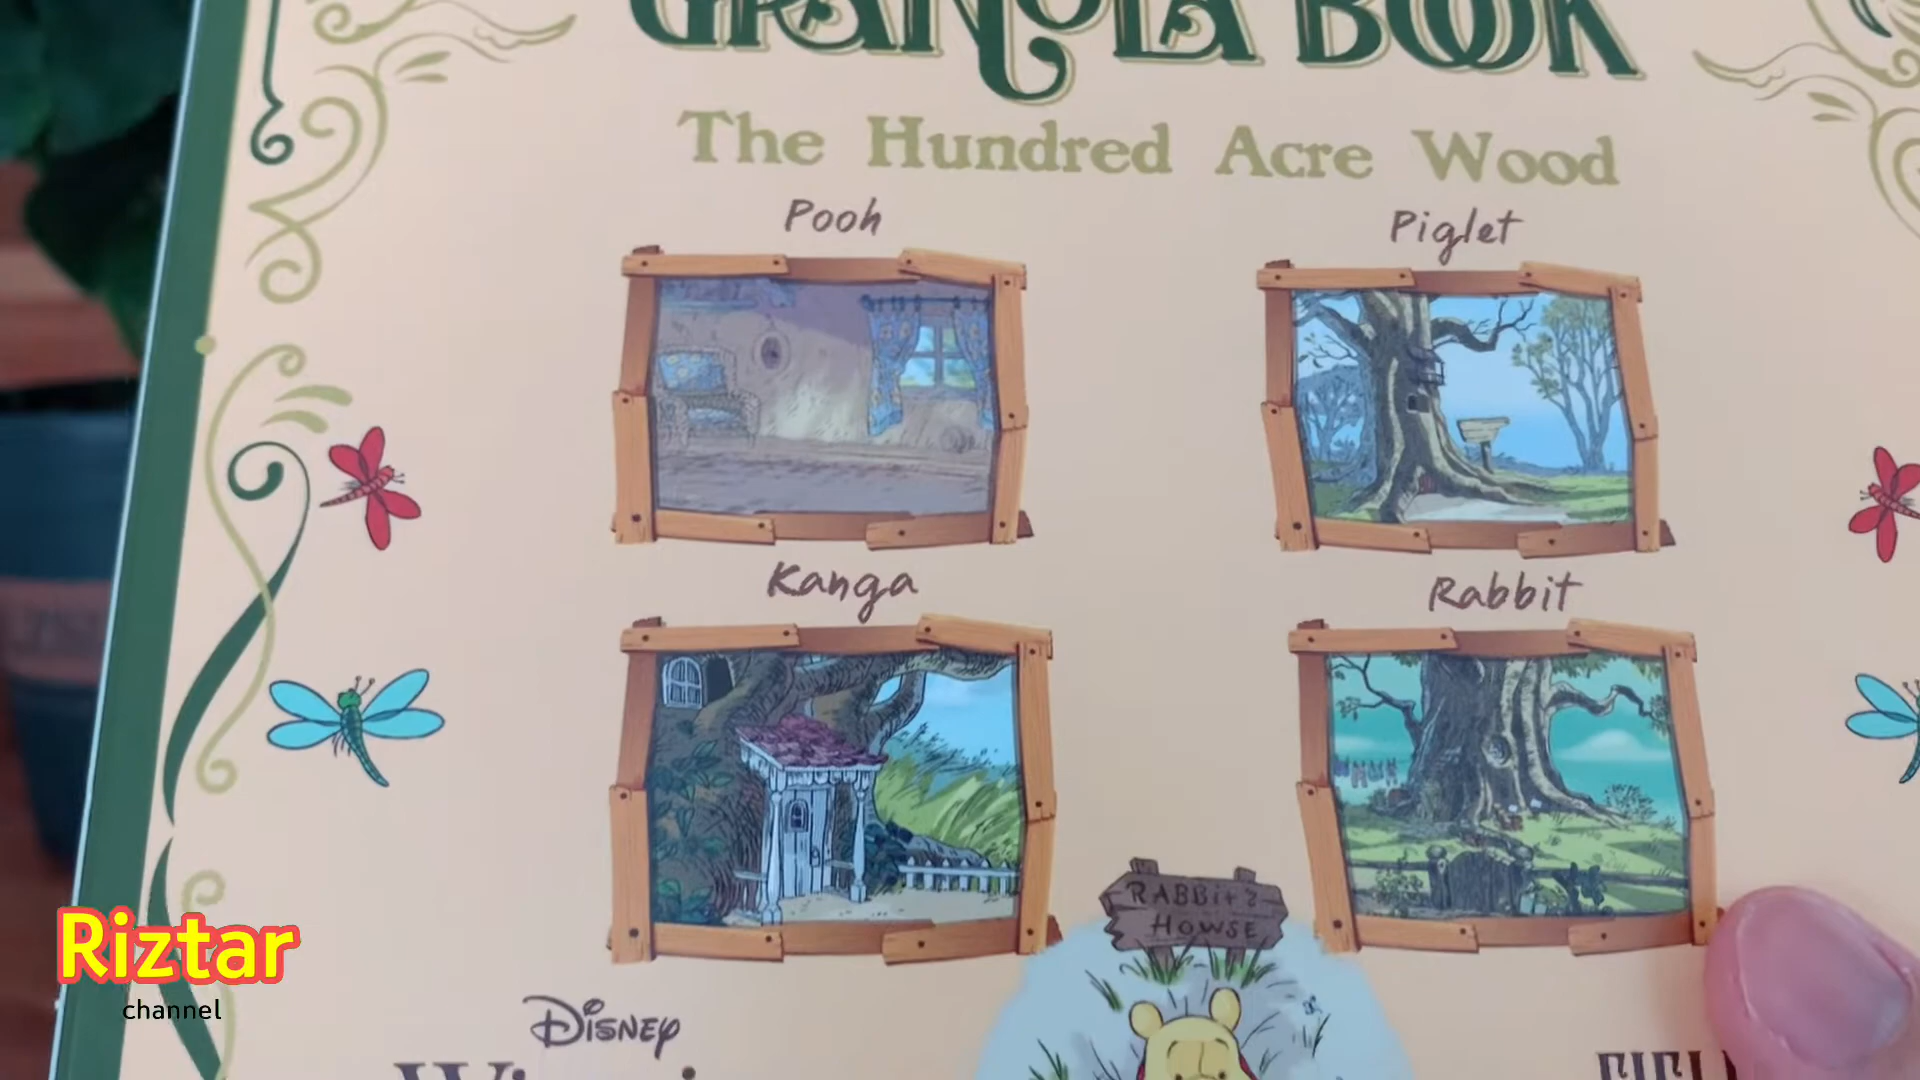 GRANOLA BOOK
The Hundred Acre Wood
Pooh
Piglet
Kanga
Rabbit
RABBit'S
HOWSE
Riztar
channel
DISNEY